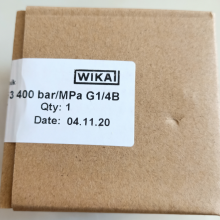 WIKA
3 400 bar/MPa G1/4B
Qty: 1
Date: 04.11.20